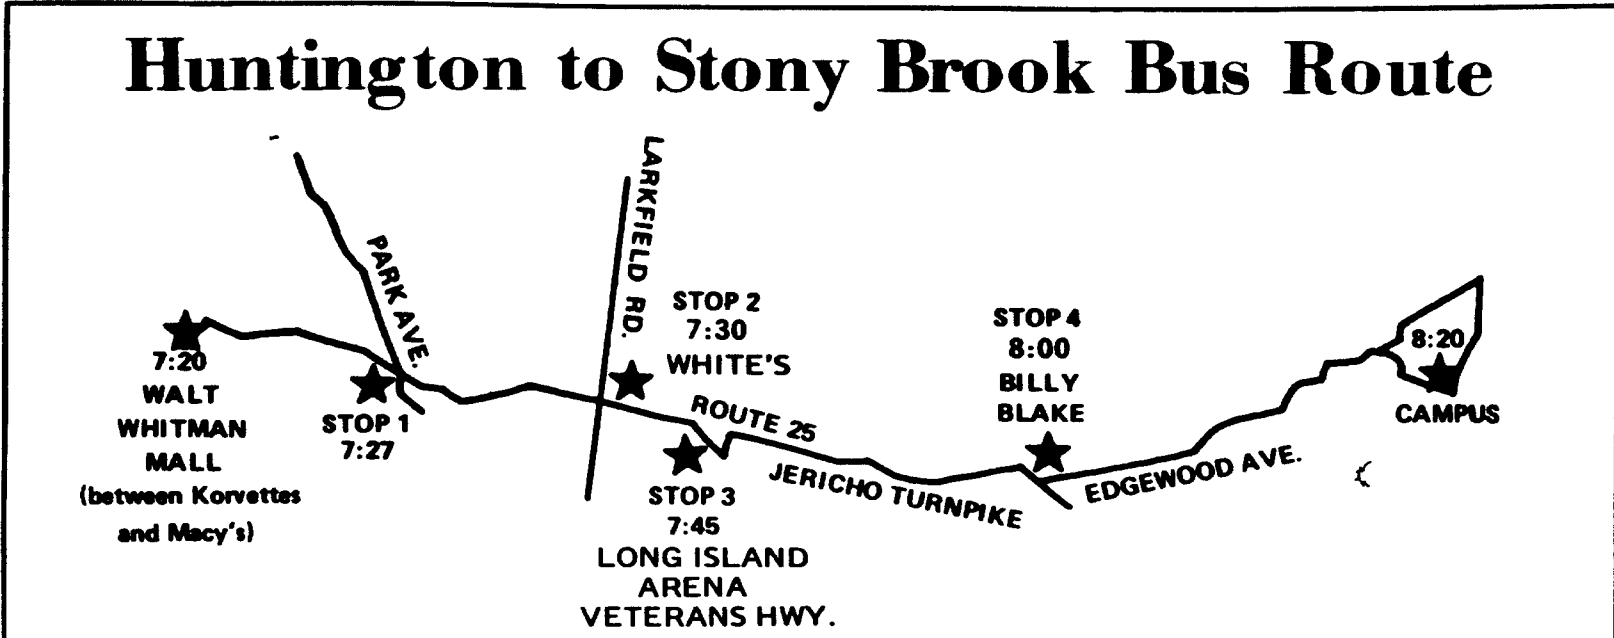 Huntington to Stony Brook Bus Route
PARK AVE.
LARKFIELD RD.
7:20
WALT
WHITMAN
MALL
(between Korvettes
and Macy's)
STOP 1
7:27
STOP 2
7:30
WHITE'S
ROUTE 25
JERICHO TURNPIKE
STOP 3
7:45
LONG ISLAND
ARENA
VETERANS HWY.
STOP 4
8:00
BILLY
BLAKE
EDGEWOOD AVE.
8:20
CAMPUS